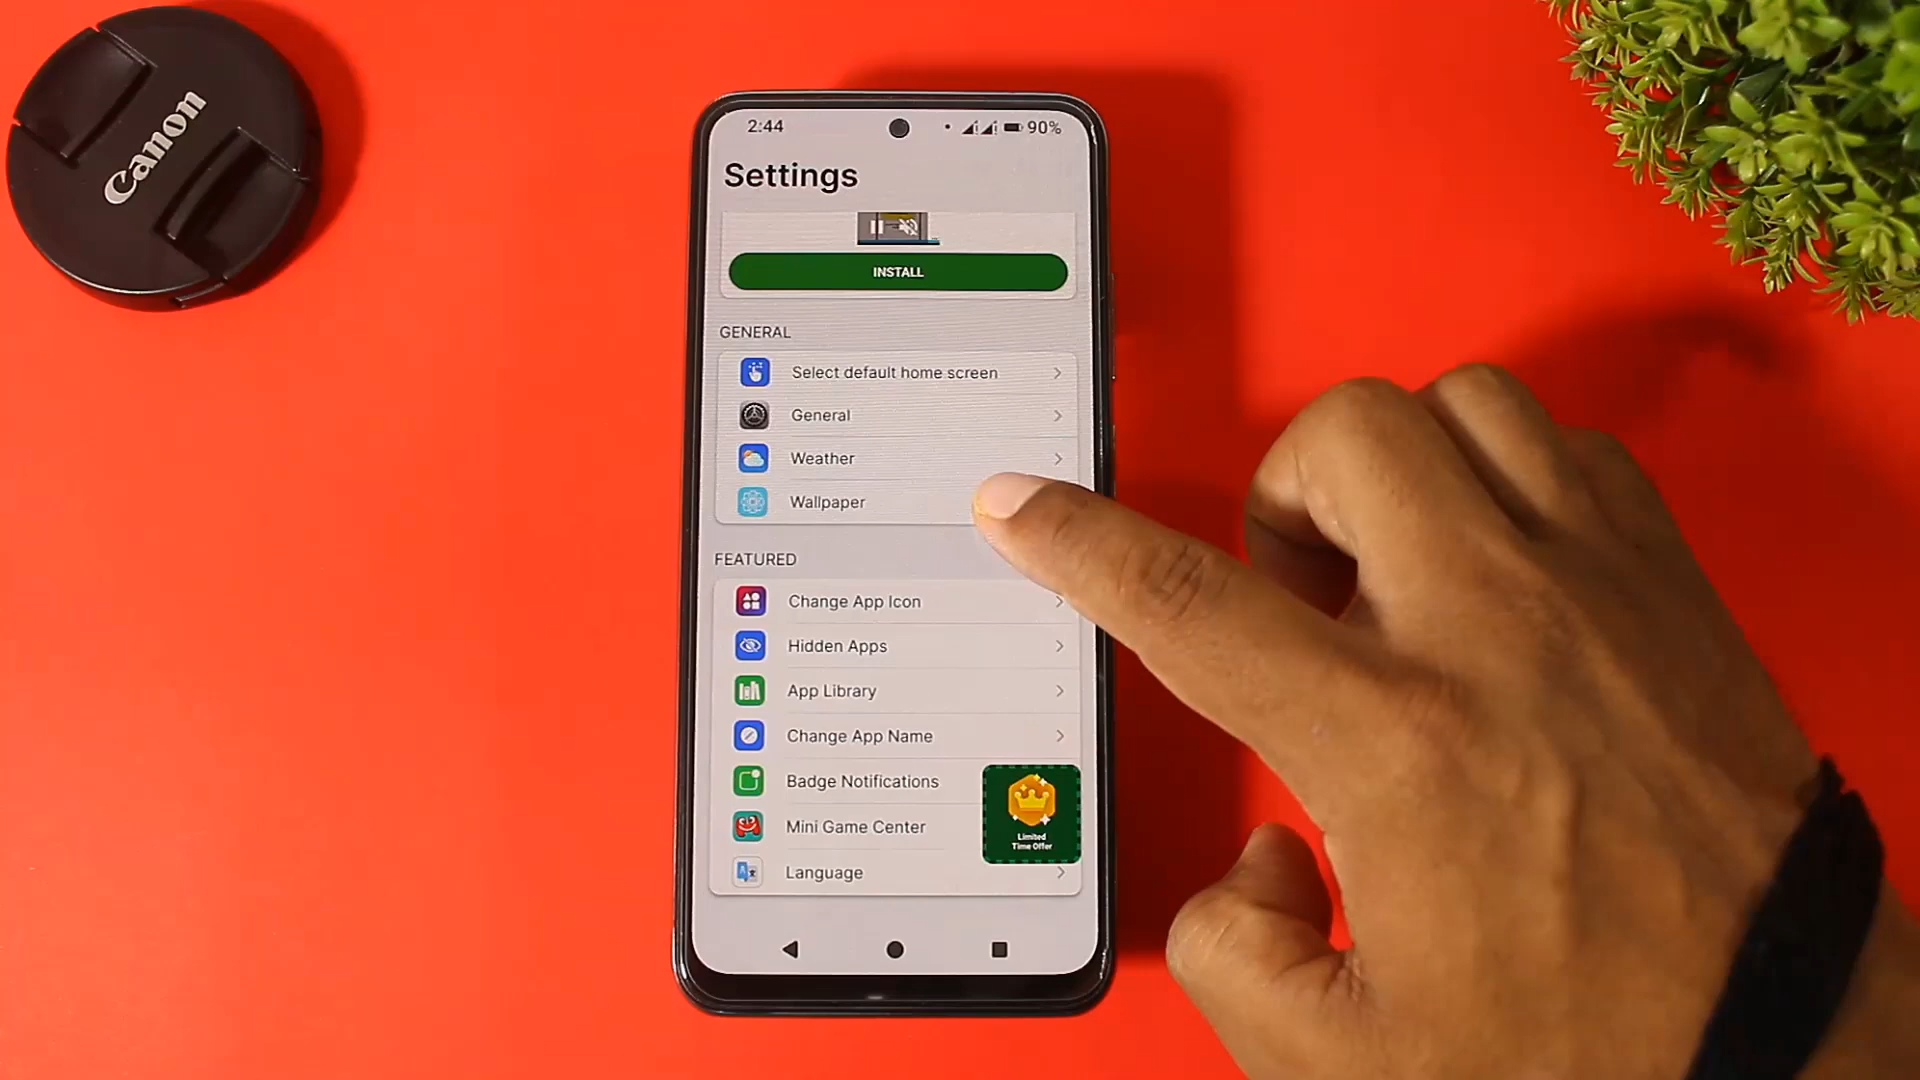 Canon
2:44
90%
Settings
INSTALL
GENERAL
Select default home screen
General
Weather
Wallpaper
FEATURED
Change App Icon
Hidden Apps
App Library
Change App Name
Badge Notifications
Mini Game Center
Limited
Time Offer
Language